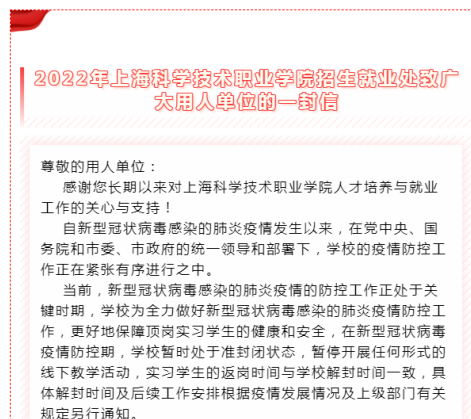 2022年上海科学技术职业学院招生就业处致广
大用人单位的一封信
尊敬的用人单位：
感谢您长期以来对上海科学技术职业学院人才培养与就业
工作的关心与支持！
自新型冠状病毒感染的肺炎疫情发生以来，在党中央、国
务院和市委、市政府的统一领导和部署下，学校的疫情防控工
作正在紧张有序进行之中。
当前，新型冠状病毒感染的肺炎疫情的防控工作正处于关
键时期，学校为全力做好新型冠状病毒感染的肺炎疫情防控工
作，更好地保障顶岗实习学生的健康和安全，在新型冠状病毒
疫情防控期，学校暂时处于准封闭状态，暂停开展任何形式的
线下教学活动，实习学生的返岗时间与学校解封时间一致，具
体解封时间及后续工作安排根据疫情发展情况及上级部门有关
规定另行通知。